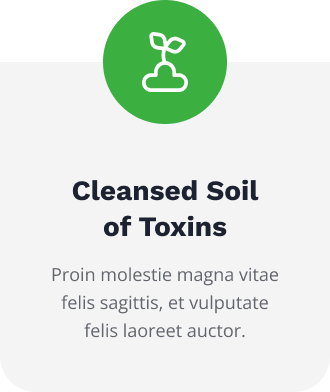 Cleansed Soil
of Toxins
Proin molestie magna vitae
felis sagittis, et vulputate
felis laoreet auctor.